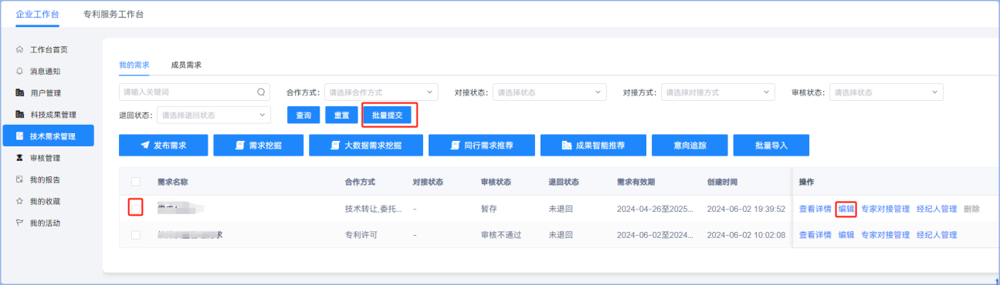 企业工作台 专利服务工作台
工作台首页
消息通知
用户管理
科技成果管理
技术需求管理
审核管理
我的报告
我的收藏
我的活动
我的需求 成员需求
请输入关键词 合作方式: 请选择合作方式 对接状态: 请选择状态 对接方式: 请选择对接方式 审核状态: 请选择状态
退回状态: 请选择退回状态 查询 重置 批量提交
发布需求 需求挖掘 大数据需求挖掘 同行需求推荐 成果智能推荐 意向追踪 批量导入
需求名称 合作方式 对接状态 审核状态 退回状态 需求有效期 创建时间 操作
技术转让,委托... - 暂存 未退回 2024-04-26至2025... 2024-06-02 19:39:52 查看详情 编辑 专家对接管理 经纪人管理 删除
专利许可 - 审核不通过 未退回 2024-06-02至2024... 2024-06-02 10:02:08 查看详情 编辑 专家对接管理 经纪人管理